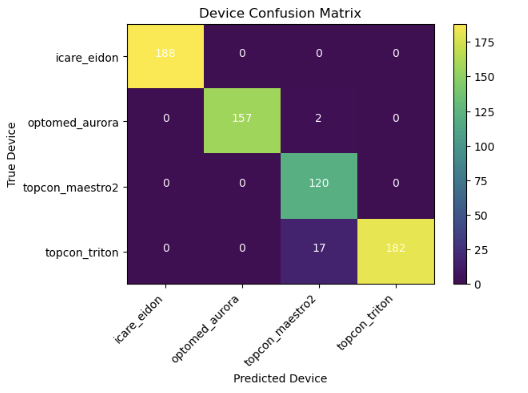 Device Confusion Matrix
True Device
icare_eidon 188 0 0 0
optomed_aurora 0 157 2 0
topcon_maestro2 0 0 120 0
topcon_triton 0 0 17 182
icare_eidon
optomed_aurora
topcon_maestro2
topcon_triton
Predicted Device
175
150
125
100
75
50
25
0